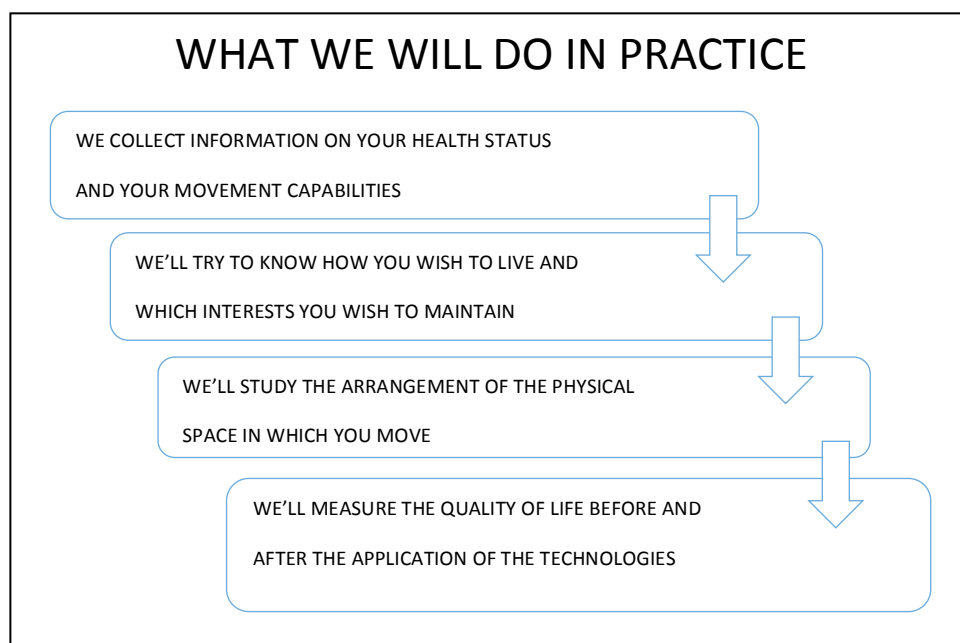 WHAT WE WILL DO IN PRACTICE
WE COLLECT INFORMATION ON YOUR HEALTH STATUS
AND YOUR MOVEMENT CAPABILITIES
WE’LL TRY TO KNOW HOW YOU WISH TO LIVE AND
WHICH INTERESTS YOU WISH TO MAINTAIN
WE’LL STUDY THE ARRANGEMENT OF THE PHYSICAL
SPACE IN WHICH YOU MOVE
WE’LL MEASURE THE QUALITY OF LIFE BEFORE AND
AFTER THE APPLICATION OF THE TECHNOLOGIES